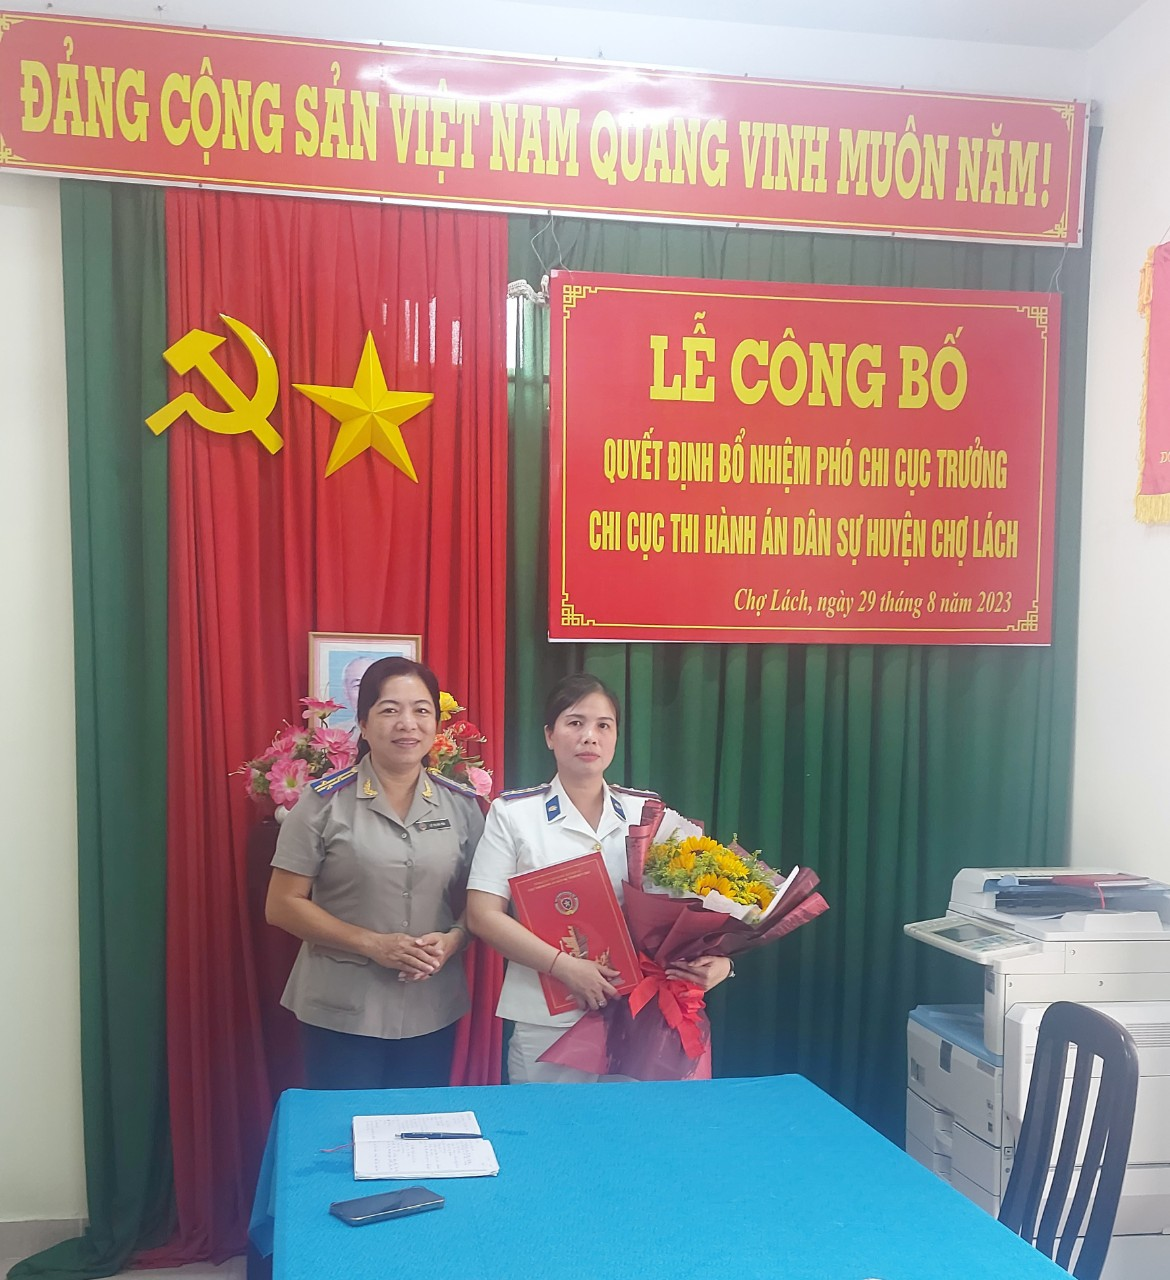 ĐẢNG CỘNG SẢN VIỆT NAM QUANG VINH MUÔN NĂM!
LỄ CÔNG BỐ
QUYẾT ĐỊNH BỔ NHIỆM PHÓ CHI CỤC TRƯỞNG
CHI CỤC THI HÀNH ÁN DÂN SỰ HUYỆN CHỢ LÁCH
Chợ Lách, ngày 29 tháng 8 năm 2023